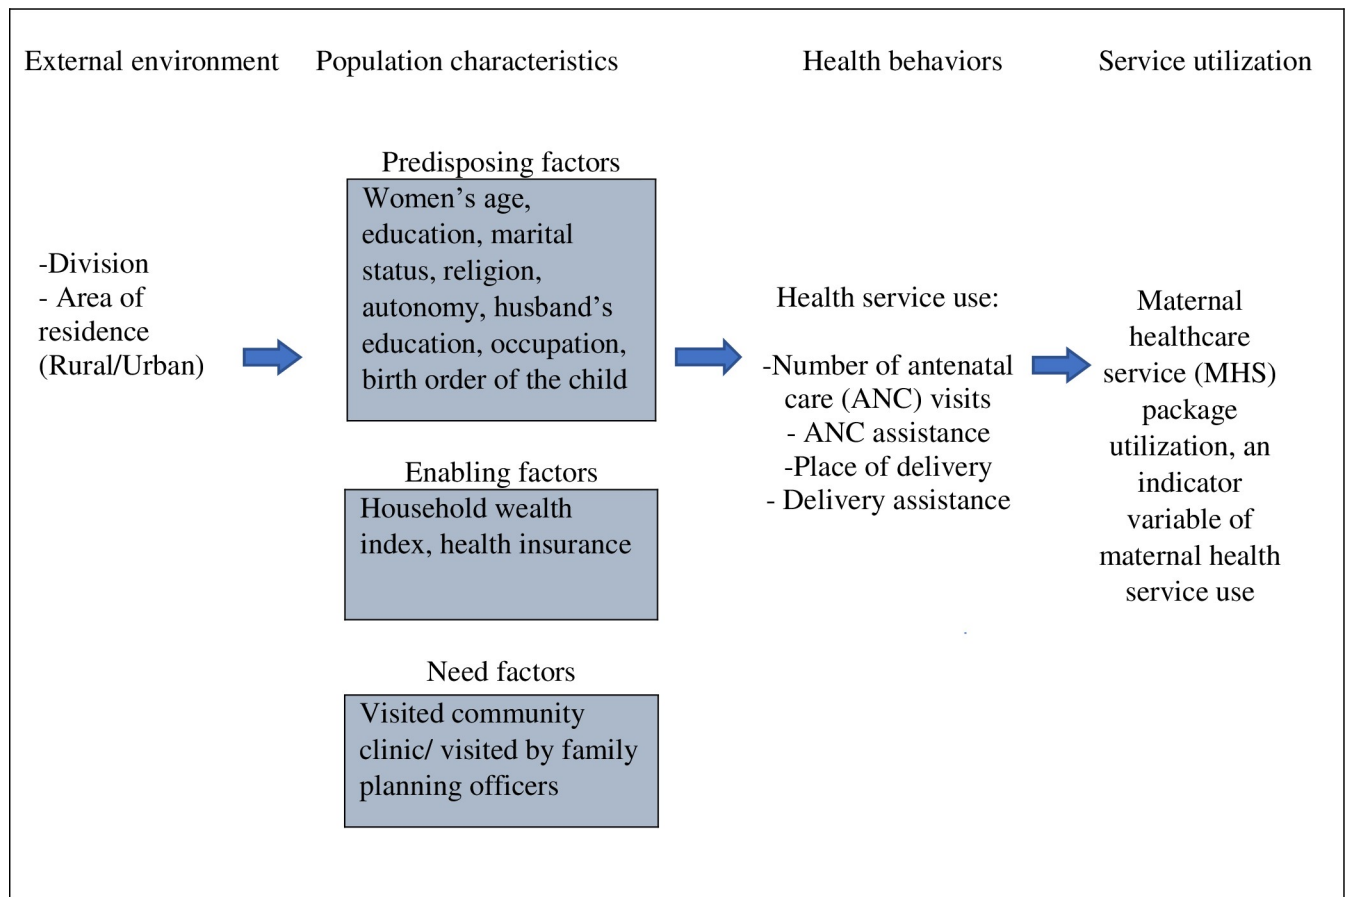 External environment
Population characteristics
Health behaviors
Service utilization
-Division
- Area of
residence
(Rural/Urban)
Predisposing factors
Women’s age,
education, marital
status, religion,
autonomy, husband’s
education, occupation,
birth order of the child
Enabling factors
Household wealth
index, health insurance
Need factors
Visited community
clinic/ visited by family
planning officers
Health service use:
-Number of antenatal
care (ANC) visits
- ANC assistance
-Place of delivery
- Delivery assistance
Maternal
healthcare
service (MHS)
package
utilization, an
indicator
variable of
maternal health
service use